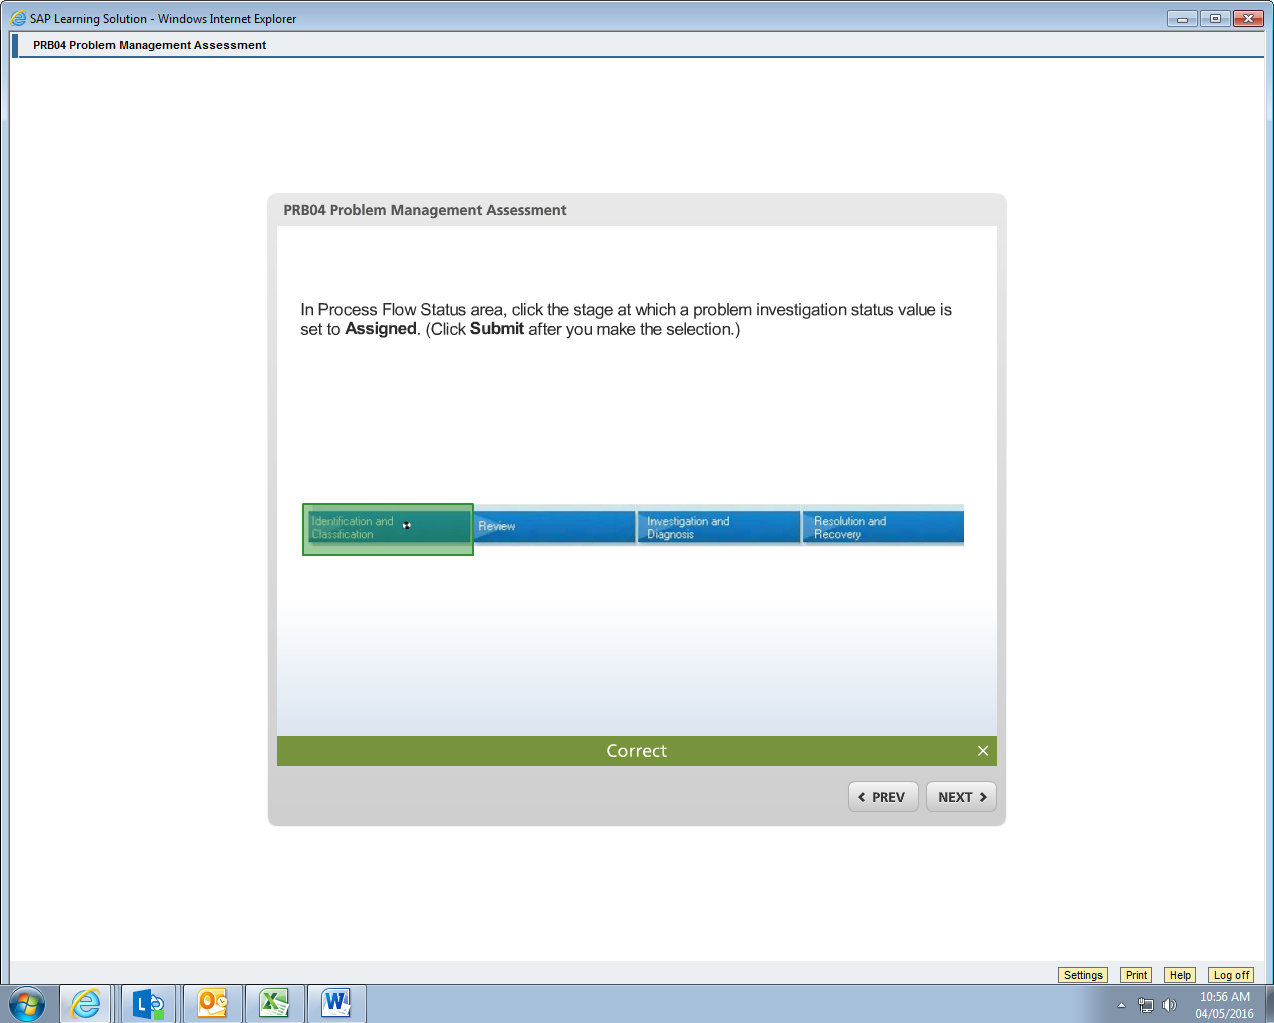 SAP Learning Solution - Windows Internet Explorer
PRB04 Problem Management Assessment
PRB04 Problem Management Assessment
In Process Flow Status area, click the stage at which a problem investigation status value is
set to Assigned. (Click Submit after you make the selection.)
Identification and
Classification
Review
Investigation and
Diagnosis
Resolution and
Recovery
Correct
PREV
NEXT
Settings
Print
Help
Log off
10:56 AM
04/05/2016